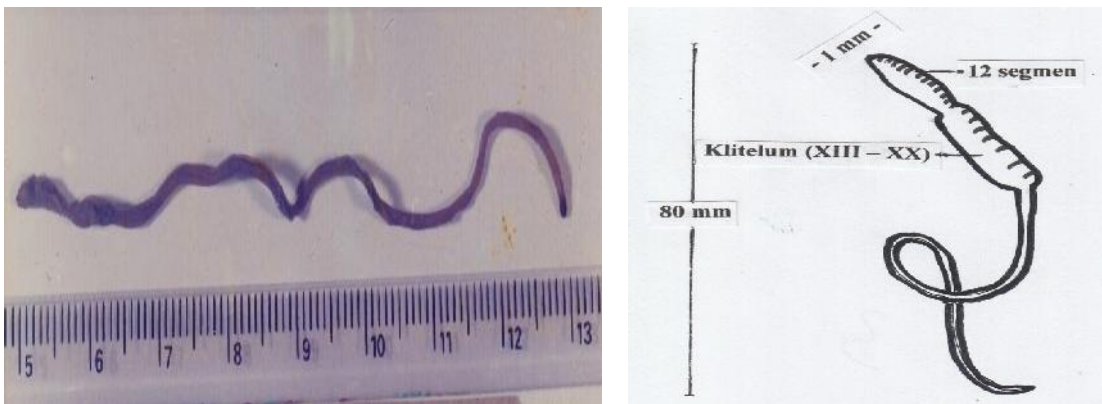 5 6 7 8 9 10 11 12 13
- 1 mm -
- 12 segmen
Klitelum (XIII – XX)
80 mm